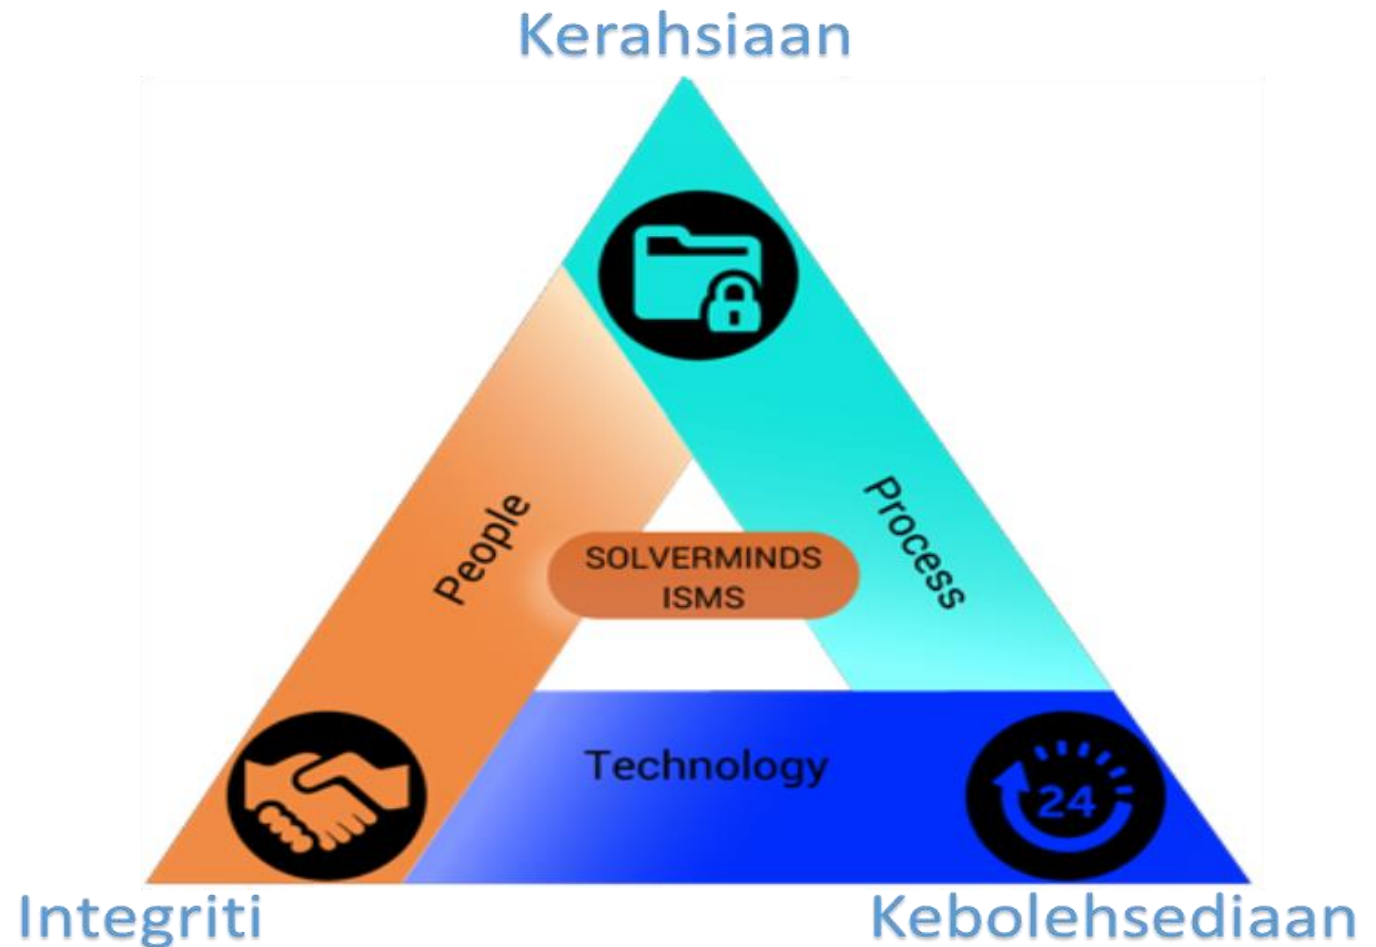 Kerahsiaan
People
Process
SOLVERMINDS
ISMS
Technology
24
Integriti
Kebolehsediaan